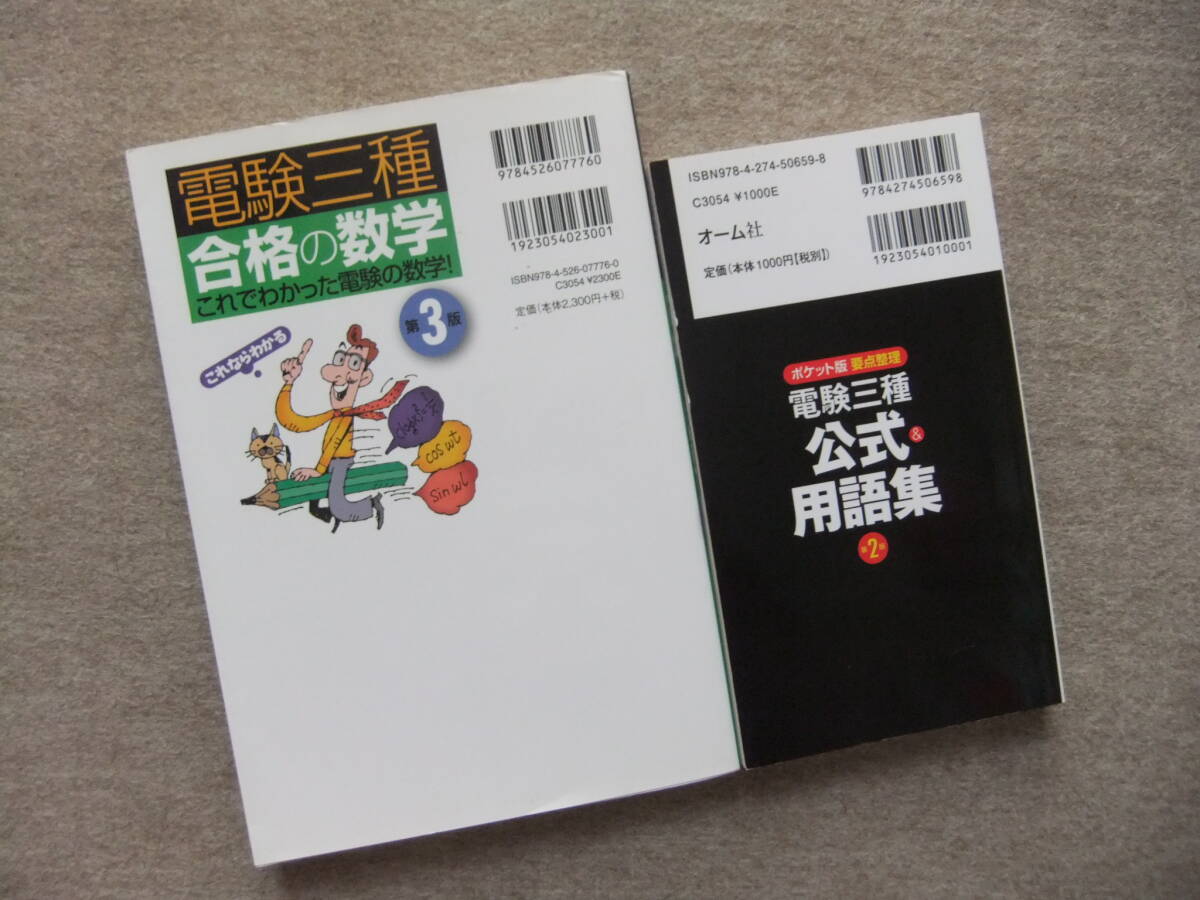 電験三種
合格の数学
これでわかった電験の数学!
第3版
これならわかる
cos wt
sin wt
9784526077760
1923054023001
ISBN978-4-526-07776-0
C3054 ¥2300E
定価(本体2,300円+税)
ISBN978-4-274-50659-8
C3054 ¥1000E
オーム社
定価(本体1000円【税別】)
9784274506598
1923054010001
ポケット版 要点整理
電験三種
公式&
用語集
第2版